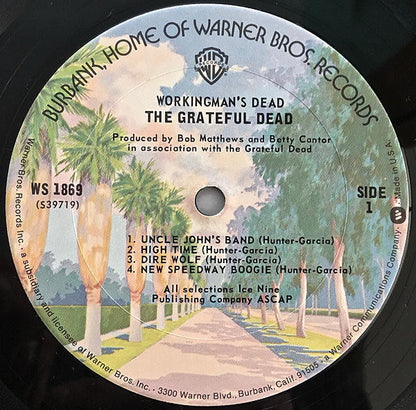 BURBANK, HOME OF WARNER BROS. RECORDS
WORKINGMAN'S DEAD
THE GRATEFUL DEAD
Produced by Bob Matthews and Betty Cantor
in association with the Grateful Dead
WS 1869
(S39719)
SIDE
1
1. UNCLE JOHN'S BAND (Hunter-Garcia)
2. HIGH TIME (Hunter-Garcia)
3. DIRE WOLF (Hunter-Garcia)
4. NEW SPEEDWAY BOOGIE (Hunter-Garcia)
All selections Ice Nine
Publishing Company ASCAP
Warner Bros. Records Inc. • a subsidiary and licensee of Warner Bros. Inc. • 3300 Warner Blvd., Burbank, Calif. 91505 • a Warner Communications Company • Made in U.S.A.